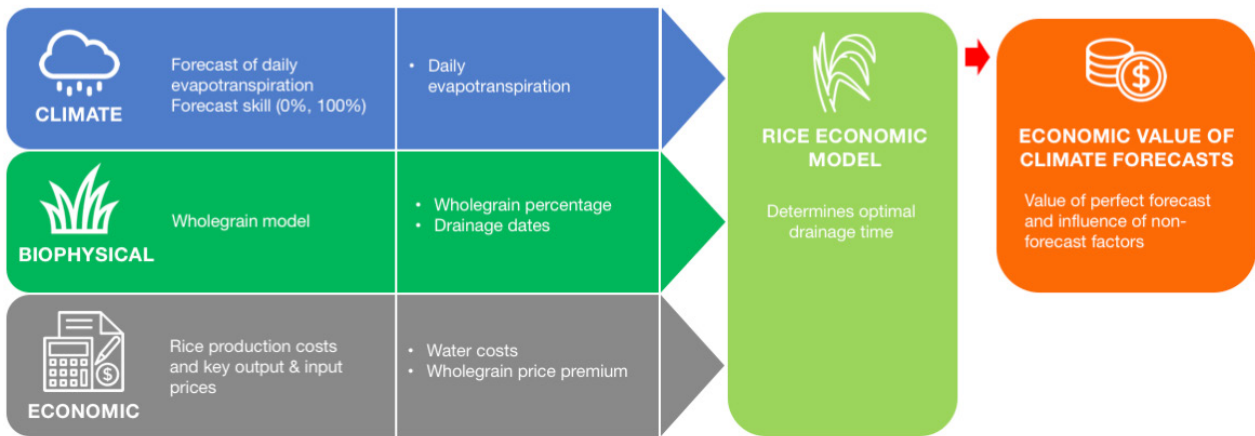 Forecast of daily
evapotranspiration
Forecast skill (0%, 100%)
• Daily
evapotranspiration
CLIMATE
Wholegrain model
• Wholegrain percentage
• Drainage dates
BIOPHYSICAL
Rice production costs
and key output & input
prices
• Water costs
• Wholegrain price premium
$
ECONOMIC
RICE ECONOMIC
MODEL
Determines optimal
drainage time
$
ECONOMIC VALUE OF
CLIMATE FORECASTS
Value of perfect forecast
and influence of non-
forecast factors